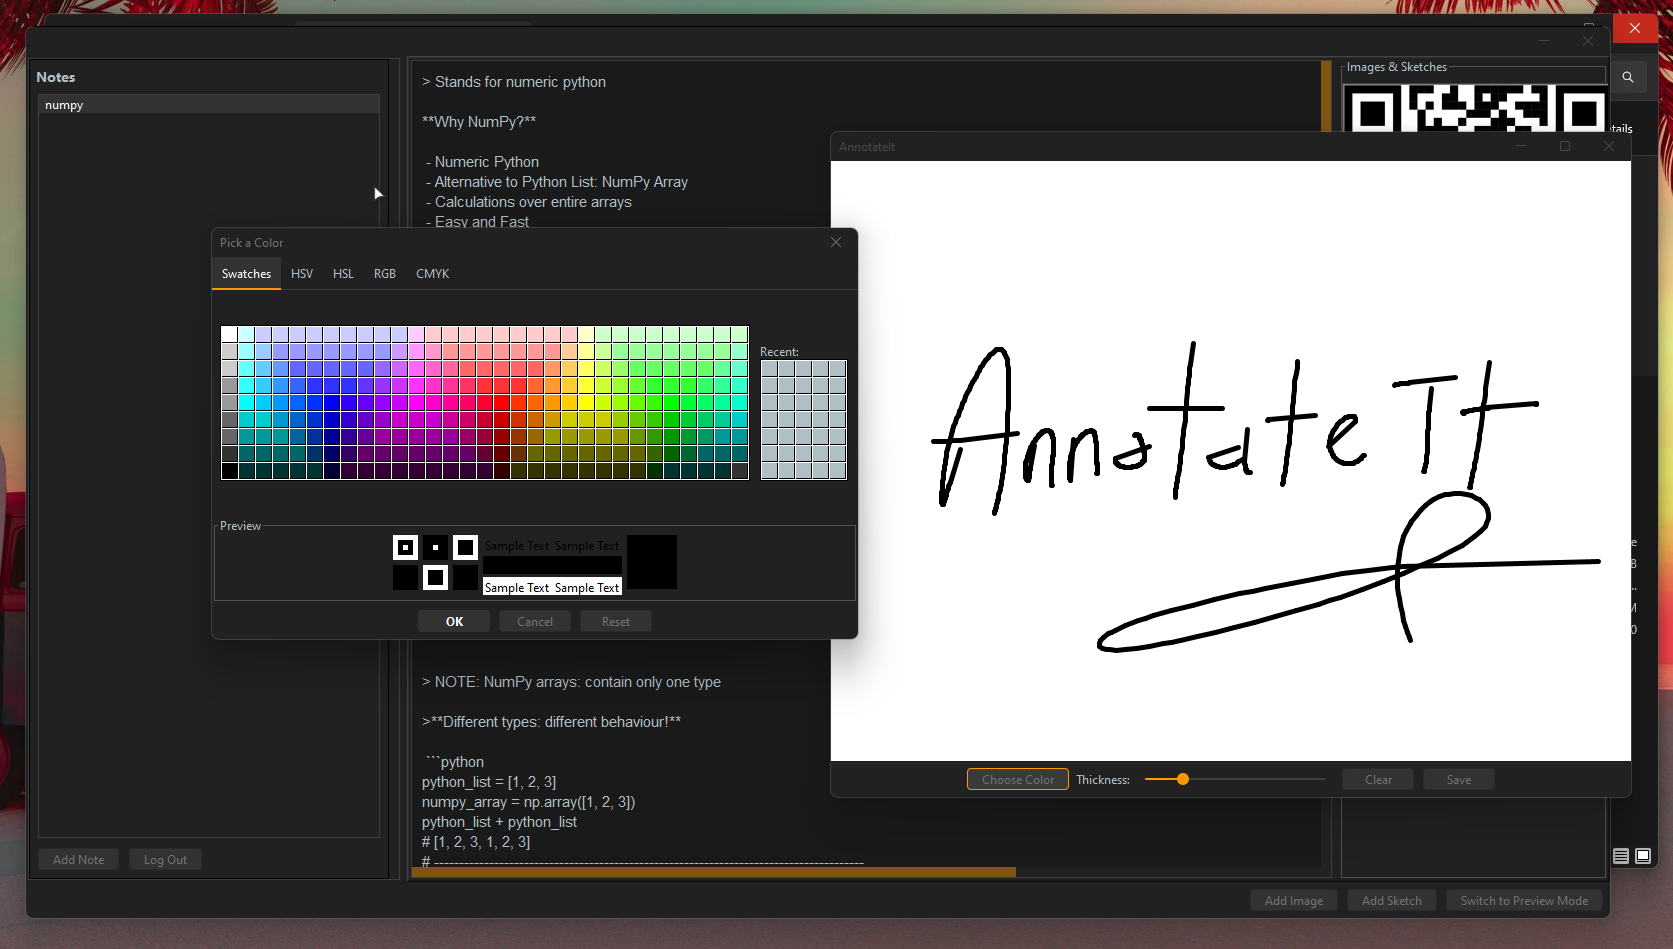 Notes
numpy
Add Note
Log Out
> Stands for numeric python
**Why NumPy?**
- Numeric Python
- Alternative to Python List: NumPy Array
- Calculations over entire arrays
- Easy and Fast
> NOTE: NumPy arrays: contain only one type
>**Different types: different behaviour!**
```python
python_list = [1, 2, 3]
numpy_array = np.array([1, 2, 3])
python_list + python_list
# [1, 2, 3, 1, 2, 3]
# --------------------------------------------------------------------------------------
Images & Sketches
Pick a Color
Swatches HSV HSL RGB CMYK
Recent:
Preview
Sample Text Sample Text
Sample Text Sample Text
OK Cancel Reset
AnnotateIt
Annotate It
Choose Color Thickness: Clear Save
Add Image Add Sketch Switch to Preview Mode